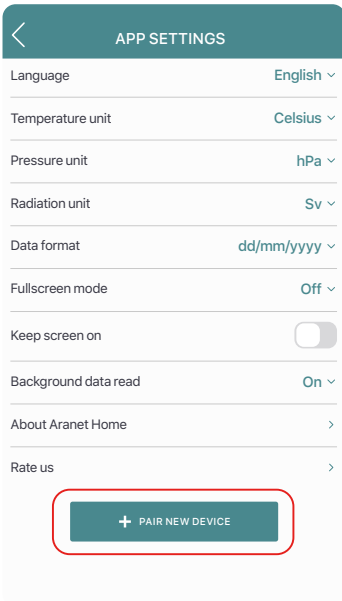 APP SETTINGS
Language English
Temperature unit Celsius
Pressure unit hPa
Radiation unit Sv
Data format dd/mm/yyyy
Fullscreen mode Off
Keep screen on
Background data read On
About Aranet Home
Rate us
+ PAIR NEW DEVICE